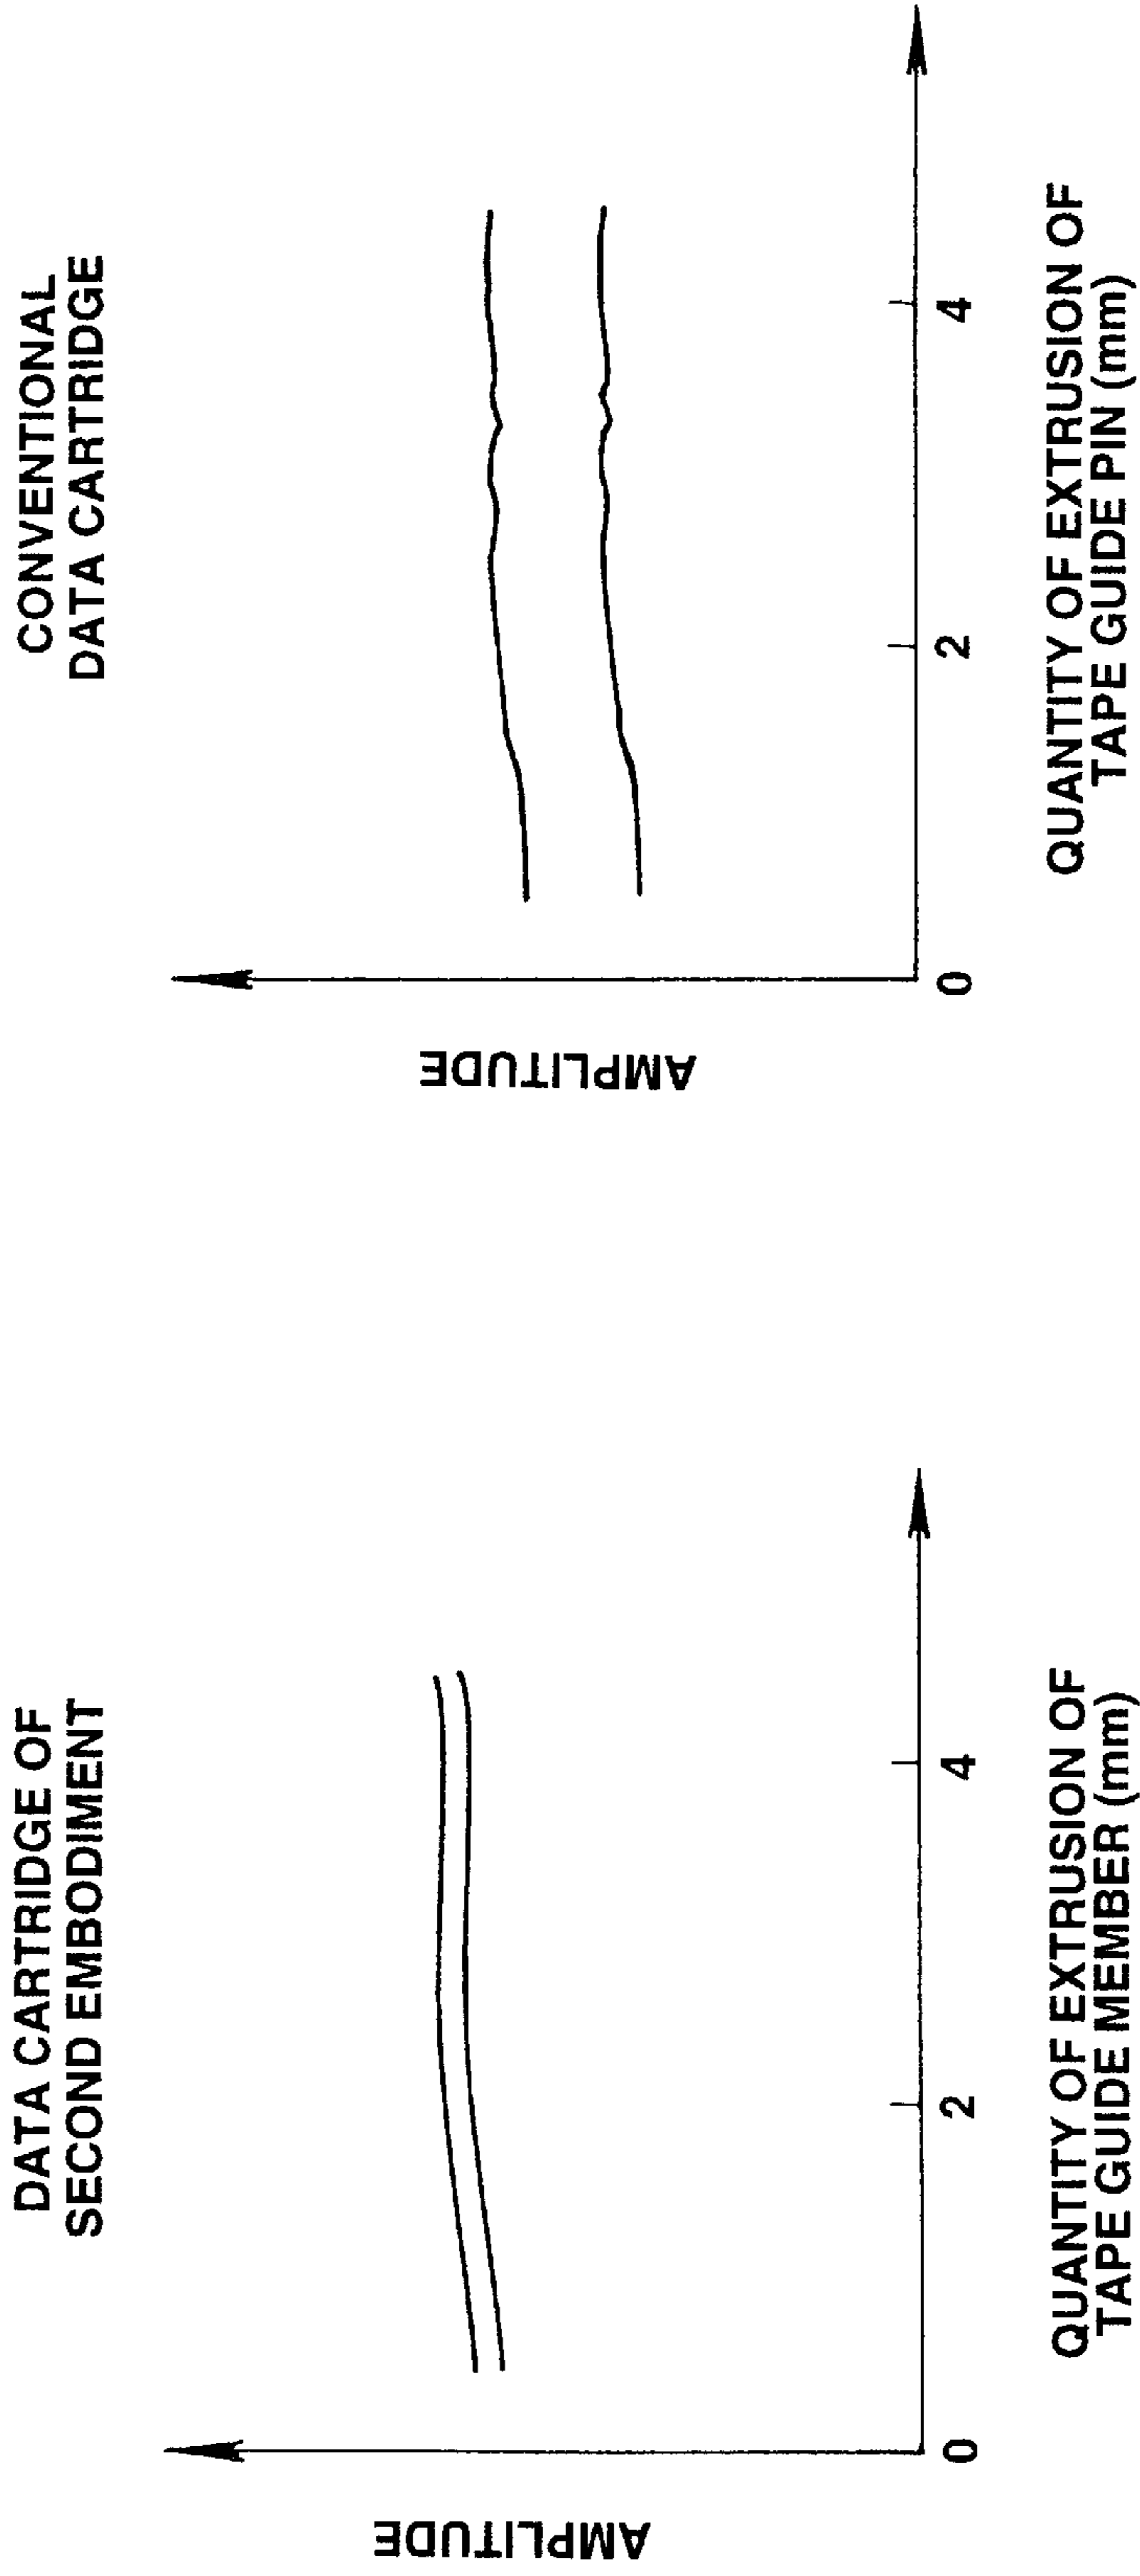 DATA CARTRIDGE OF
SECOND EMBODIMENT
AMPLITUDE
0
2
4
QUANTITY OF EXTRUSION OF
TAPE GUIDE MEMBER (mm)
CONVENTIONAL
DATA CARTRIDGE
AMPLITUDE
0
2
4
QUANTITY OF EXTRUSION OF
TAPE GUIDE PIN (mm)